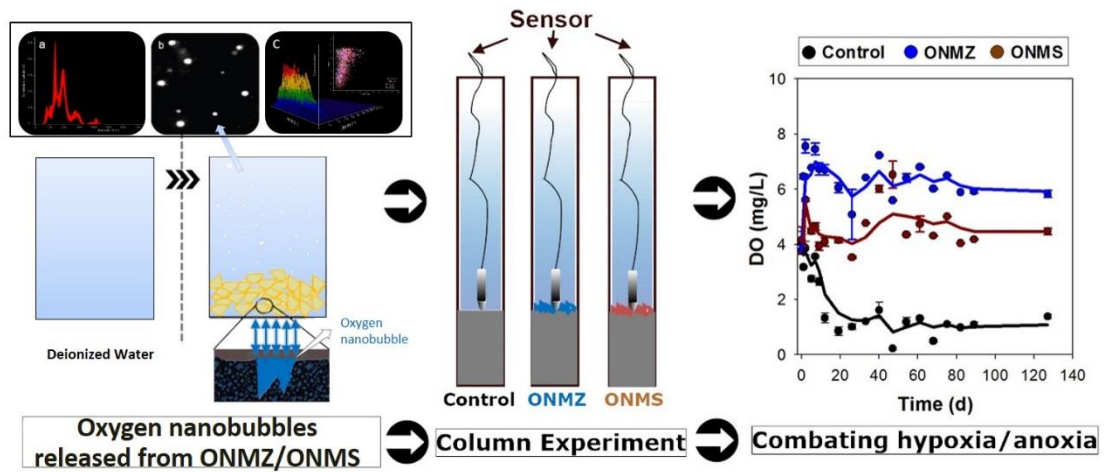 Sensor
a
b
C
Control
ONMZ
ONMS
8
6
4
2
0
DO (mg/L)
0
20
40
60
80
100
120
140
Time (d)
Oxygen
nanobubble
Deionized Water
Control
ONMZ
ONMS
Oxygen nanobubbles
released from ONMZ/ONMS
Column Experiment
Combating hypoxia/anoxia